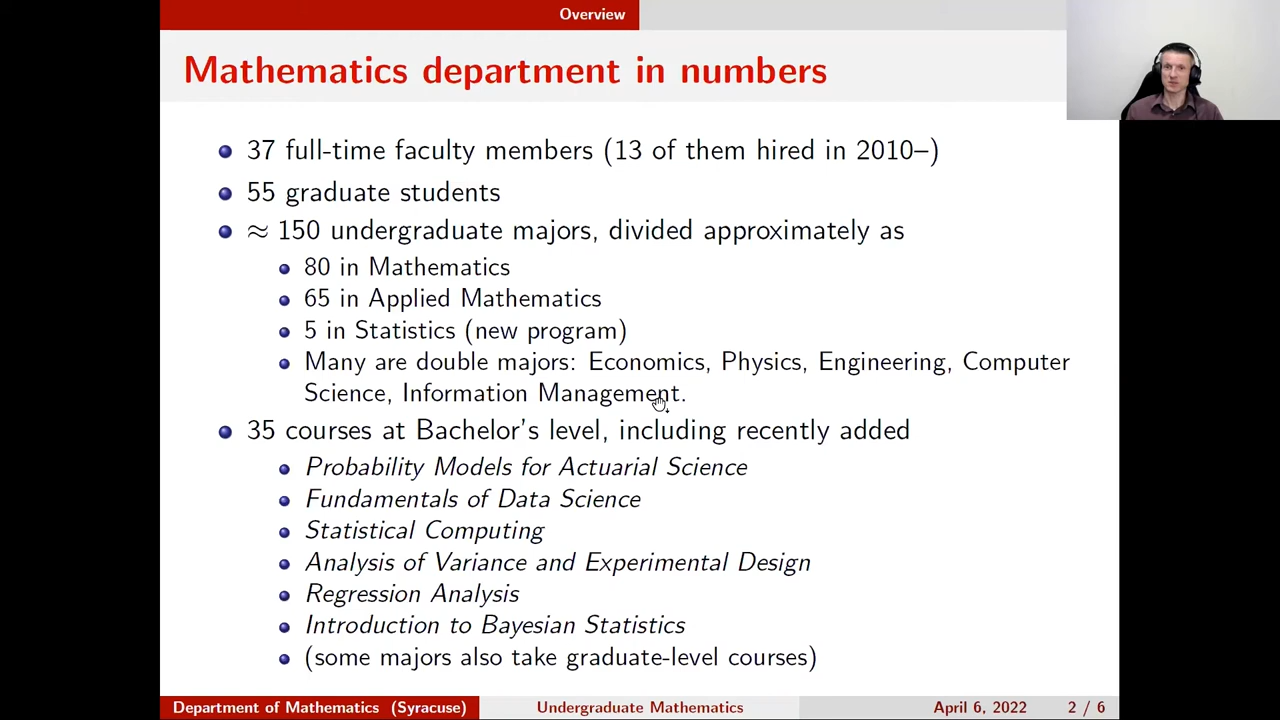 Overview
Mathematics department in numbers
37 full-time faculty members (13 of them hired in 2010–)
55 graduate students
≈ 150 undergraduate majors, divided approximately as
80 in Mathematics
65 in Applied Mathematics
5 in Statistics (new program)
Many are double majors: Economics, Physics, Engineering, Computer
Science, Information Management.
35 courses at Bachelor's level, including recently added
Probability Models for Actuarial Science
Fundamentals of Data Science
Statistical Computing
Analysis of Variance and Experimental Design
Regression Analysis
Introduction to Bayesian Statistics
(some majors also take graduate-level courses)
Department of Mathematics (Syracuse) Undergraduate Mathematics April 6, 2022 2 / 6